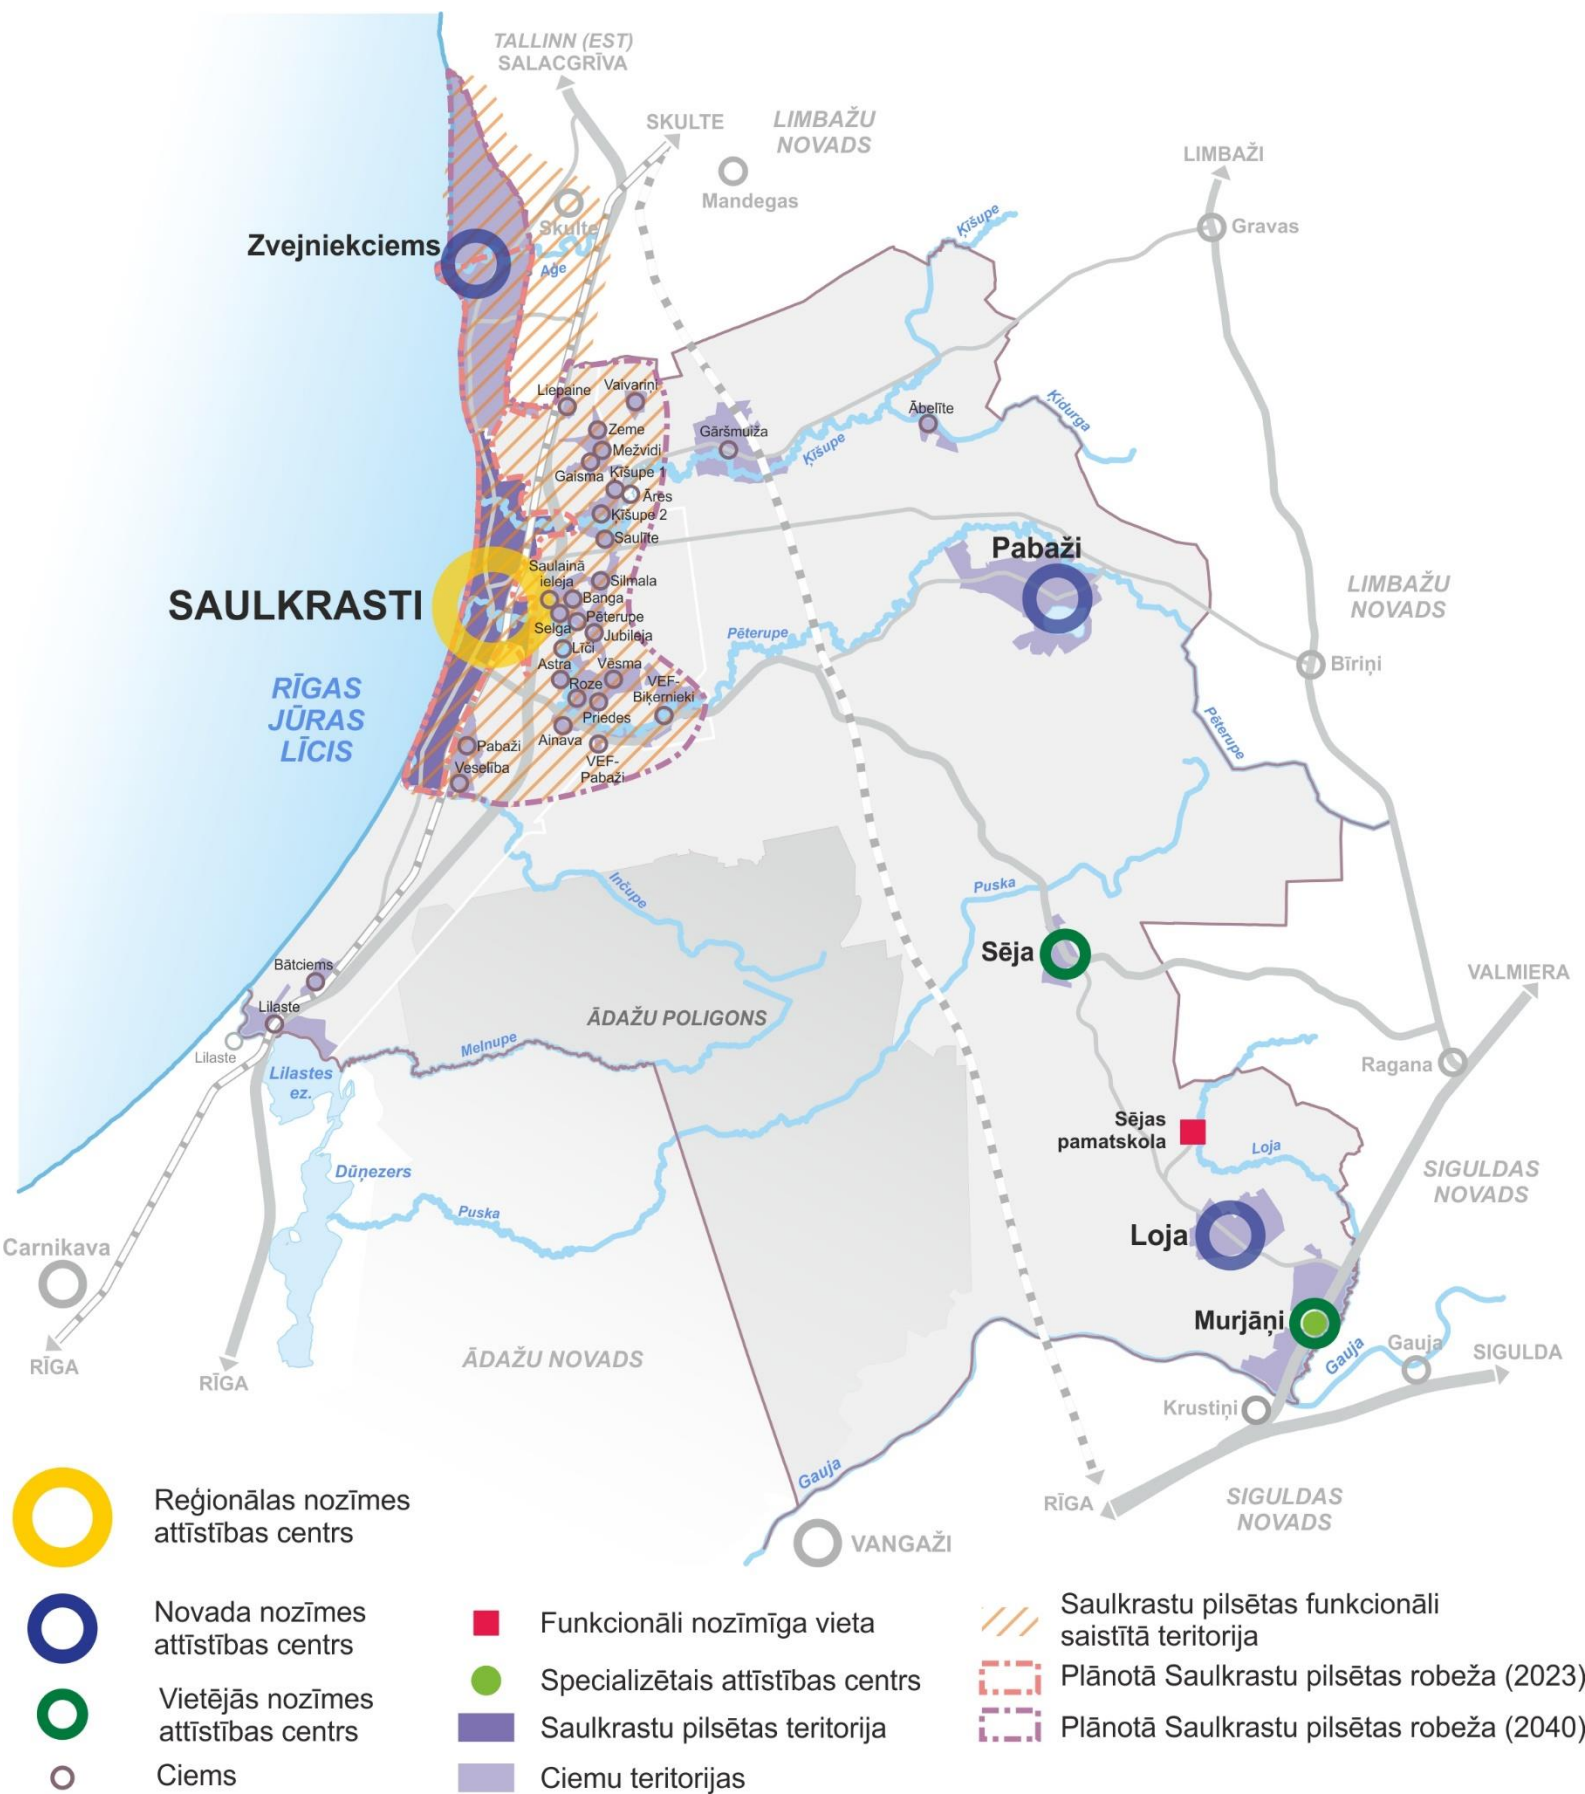 TALLINN (EST)
SALACGRĪVA
SKULTE
LIMBAŽU
NOVADS
LIMBAŽI
Mandegas
Skulte
Ķīšupe
Gravas
Zvejniekciems
Aģe
Liepaine
Vaivariņi
Ābelīte
Ķidurga
Zeme
Mežvidi
Gāršmuiža
Ķīšupe
Gaisma
Ķīšupe 1
Āres
Ķīšupe 2
Saulīte
Pabaži
Saulainā
ieleja
Silmala
LIMBAŽU
NOVADS
SAULKRASTI
Banga
Pēterupe
Selga
Jubileja
Pēterupe
Līči
Bīriņi
Astra
Vēsma
RĪGAS
JŪRAS
LĪCIS
Roze
VEF-
Biķernieki
Priedes
Pēterupe
Ainava
Pabaži
VEF-
Pabaži
Veselība
Inčupe
Puska
Sēja
Bātciems
VALMIERA
Lilaste
ĀDAŽU POLIGONS
Lilaste
Melnupe
Ragana
Lilastes
ez.
Sējas
pamatskola
Loja
Dūņezers
SIGULDAS
NOVADS
Puska
Loja
Carnikava
Murjāņi
Gauja
Gauja
SIGULDA
RĪGA
RĪGA
ĀDAŽU NOVADS
Krustiņi
Gauja
RĪGA
SIGULDAS
NOVADS
VANGAŽI
Reģionālas nozīmes
attīstības centrs
Novada nozīmes
attīstības centrs
Vietējās nozīmes
attīstības centrs
Ciems
Funkcionāli nozīmīga vieta
Specializētais attīstības centrs
Saulkrastu pilsētas teritorija
Ciemu teritorijas
Saulkrastu pilsētas funkcionāli
saistītā teritorija
Plānotā Saulkrastu pilsētas robeža (2023)
Plānotā Saulkrastu pilsētas robeža (2040)